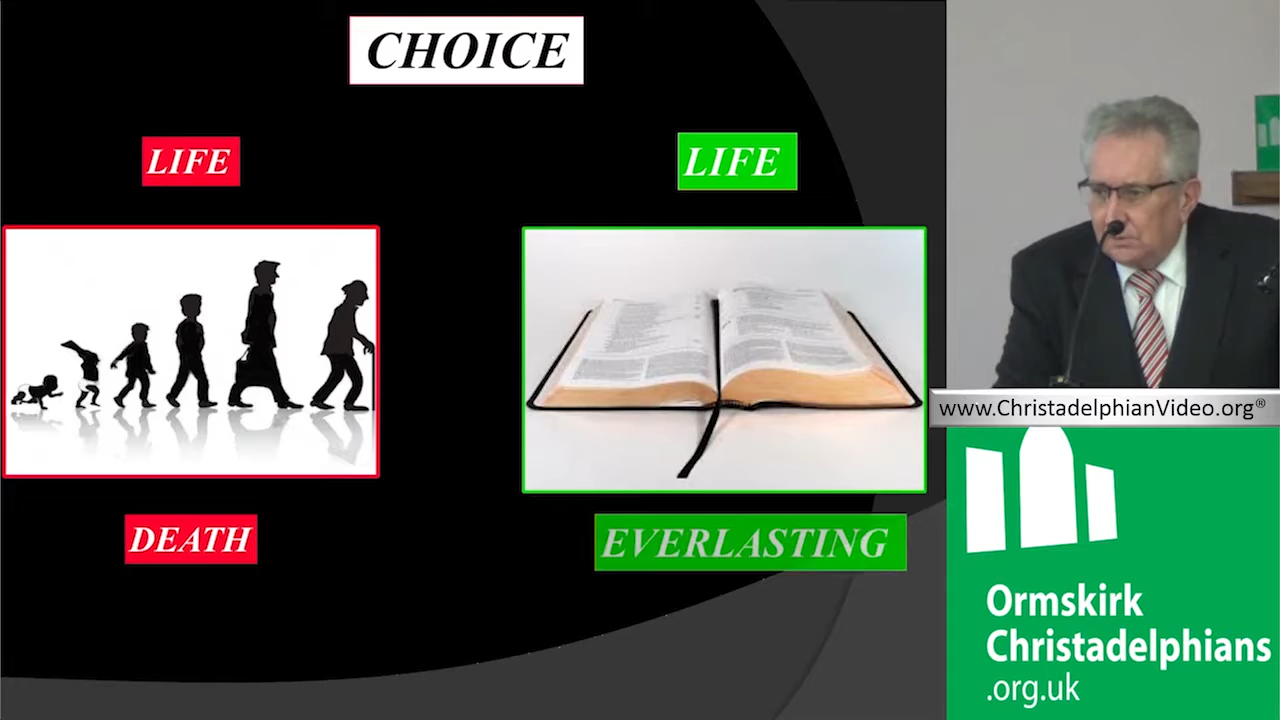 CHOICE
LIFE
LIFE
DEATH
EVERLASTING
www.ChristadelphianVideo.org®
Ormskirk
Christadelphians
.org.uk